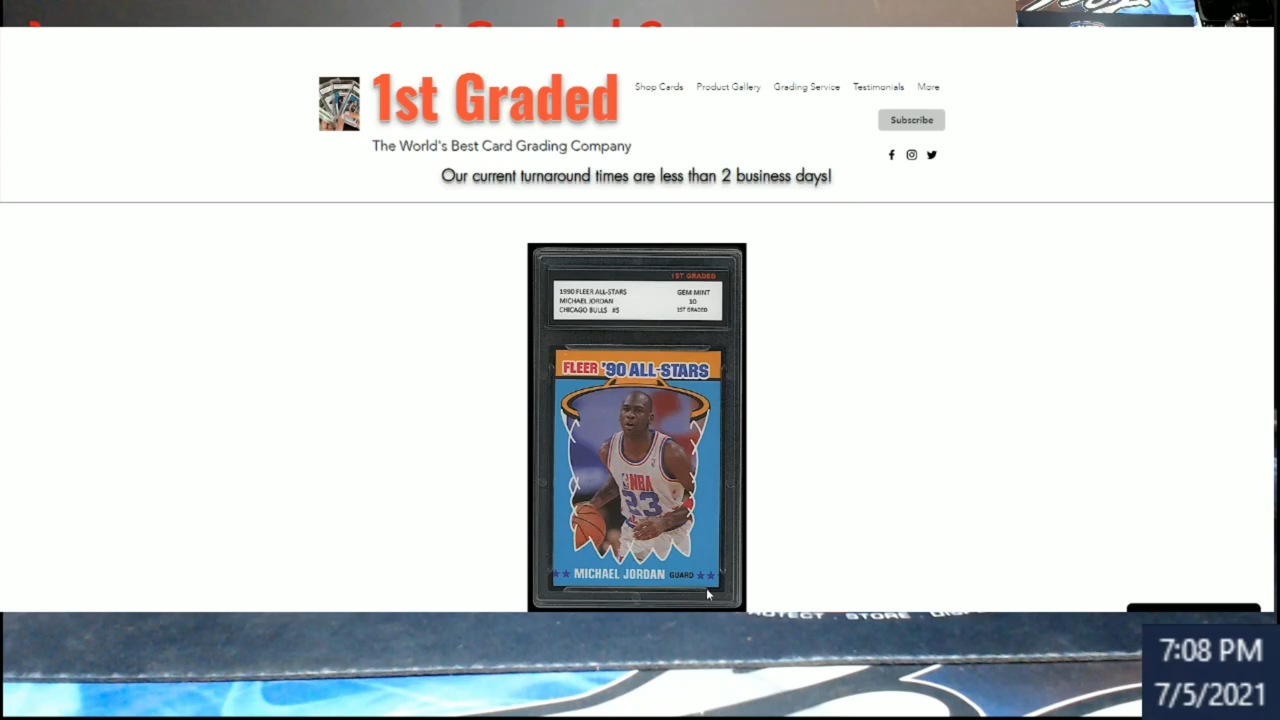 1st Graded
Shop Cards Product Gallery Grading Service Testimonials More
Subscribe
The World's Best Card Grading Company
Our current turnaround times are less than 2 business days!
1ST GRADED
1990 FLEER ALL-STARS GEM MINT
MICHAEL JORDAN 10
CHICAGO BULLS #5 1ST GRADED
FLEER '90 ALL-STARS
NBA
23
MICHAEL JORDAN GUARD
STORE
7:08 PM
7/5/2021